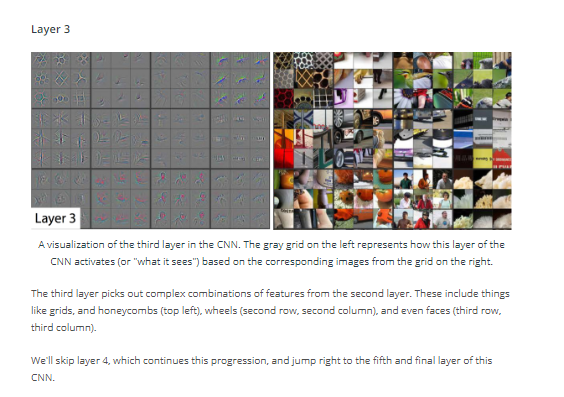 Layer 3
Layer 3
A visualization of the third layer in the CNN. The gray grid on the left represents how this layer of the
CNN activates (or "what it sees") based on the corresponding images from the grid on the right.
The third layer picks out complex combinations of features from the second layer. These include things
like grids, and honeycombs (top left), wheels (second row, second column), and even faces (third row,
third column).
We'll skip layer 4, which continues this progression, and jump right to the fifth and final layer of this
CNN.